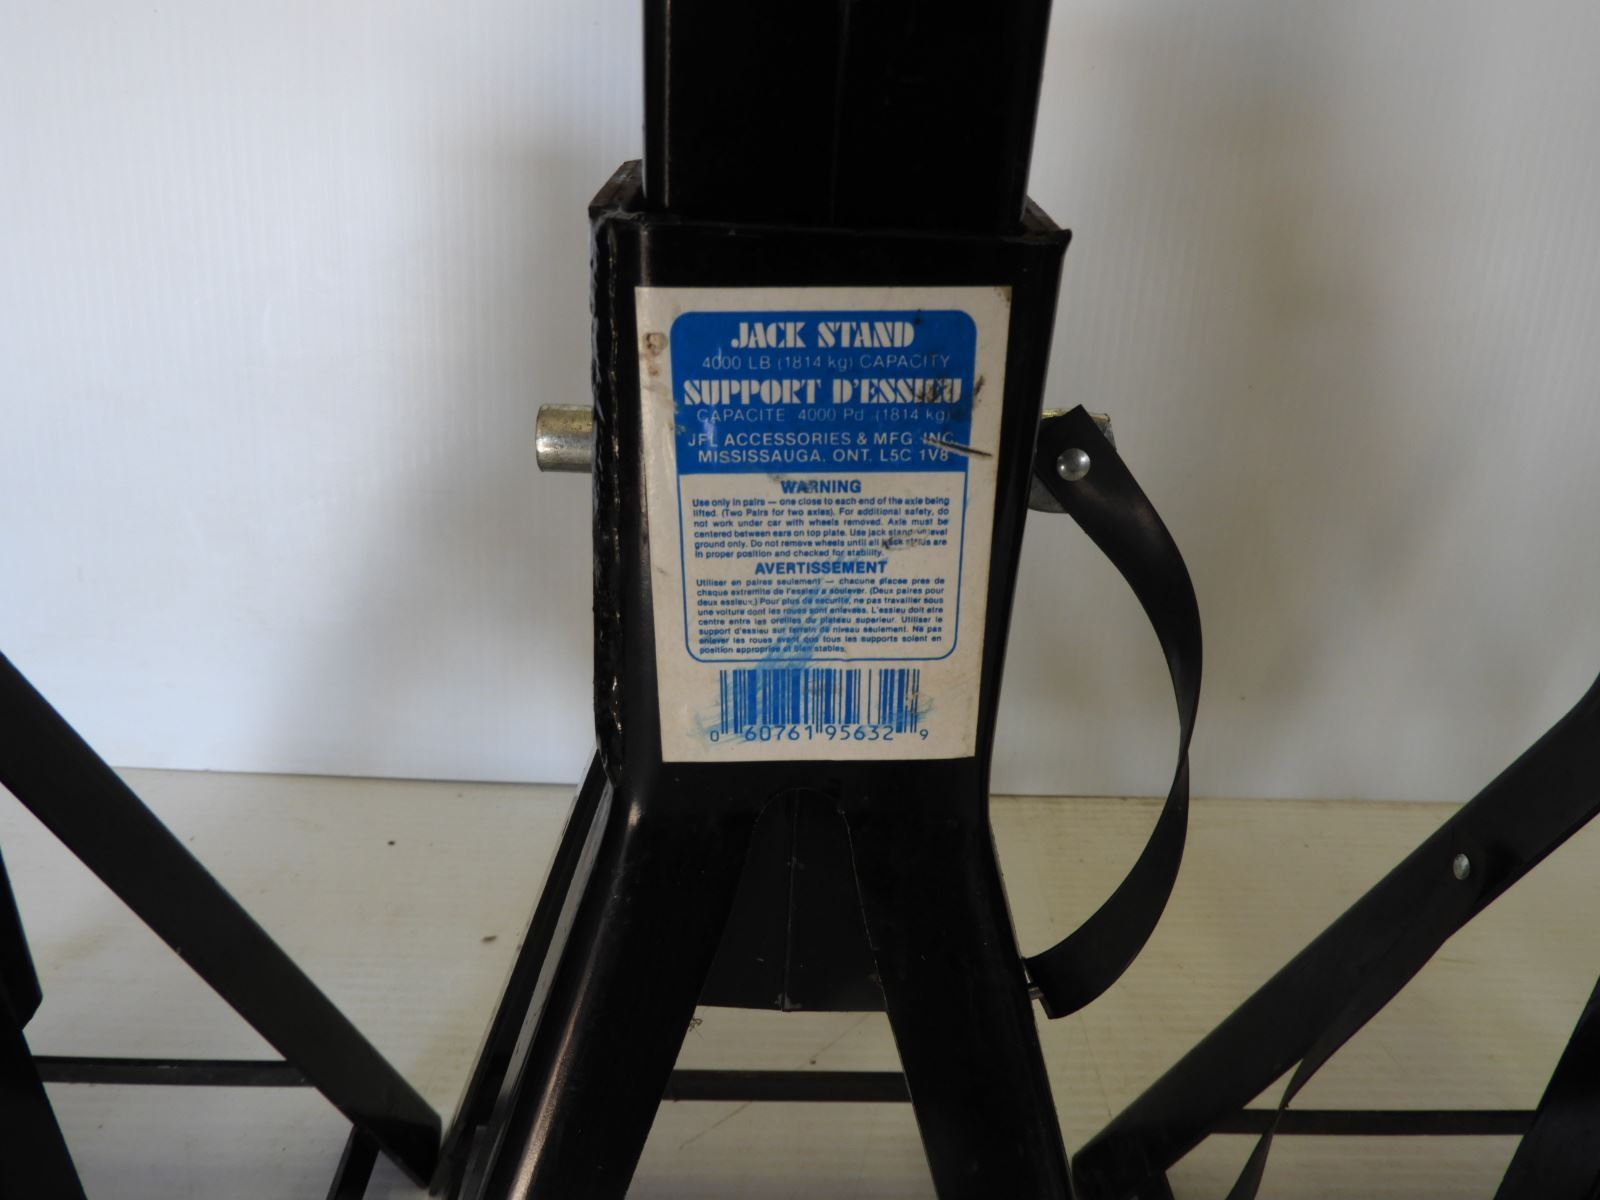 JACK STAND
4000 LB (1814 kg) CAPACITY
SUPPORT D'ESSIEU
CAPACITE 4000 Pd (1814 kg)
JFL ACCESSORIES & MFG. INC.
MISSISSAUGA, ONT. L5C 1V8
WARNING
Use only in pairs — one close to each end of the axle being
lifted. (Two Pairs for two axles). For additional safety, do
not work under car with wheels removed. Axle must be
centered between ears on top plate. Use jack stand on level
ground only. Do not remove wheels until all jack stands are
in proper position and checked for stability.
AVERTISSEMENT
Utiliser en paires seulement — chacune placee pres de
chaque extremite de l'essieu a soulever. (Deux paires pour
deux essieux.) Pour plus de securite, ne pas travailler sous
une voiture dont les roues sont enlevees. L'essieu doit etre
centre entre les oreilles du plateau superieur. Utiliser le
support d'essieu sur terrain de niveau seulement. Ne pas
enlever les roues avant que tous les supports soient en
position approprie et bien stables.
0 60761 95632 9